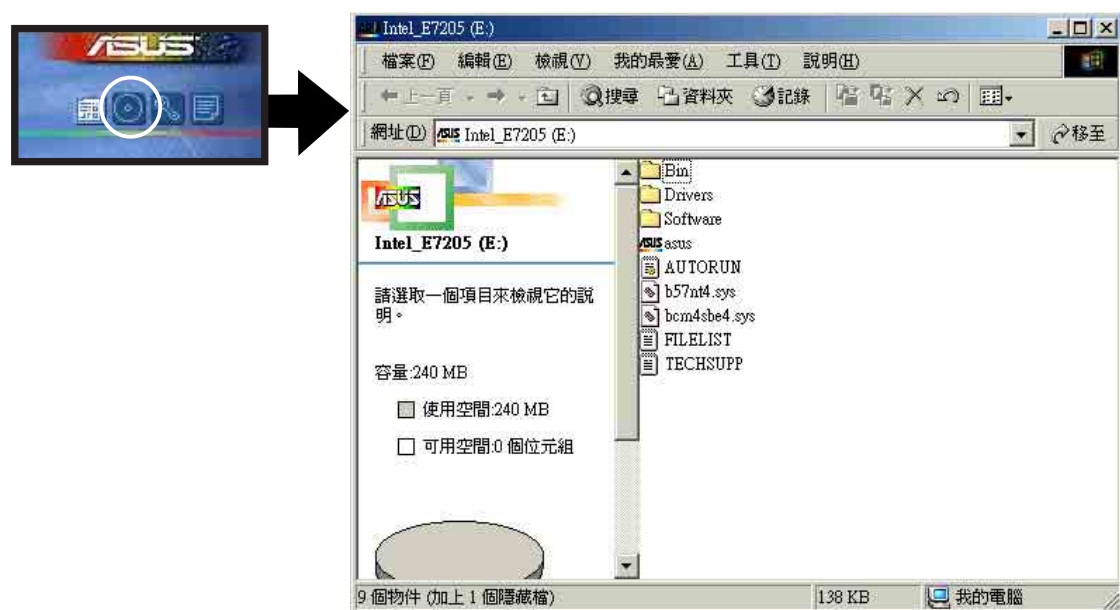 ASUS
Intel_E7205 (E:)
檔案(F) 編輯(E) 檢視(V) 我的最愛(A) 工具(T) 說明(H)
上一頁 搜尋 資料夾 記錄
網址(D) ASUS Intel_E7205 (E:) 移至
ASUS
Intel_E7205 (E:)
請選取一個項目來檢視它的說
明。
容量:240 MB
使用空間:240 MB
可用空間:0 個位元組
Bin
Drivers
Software
ASUS asus
AUTORUN
b57nt4.sys
bcm4sbe4.sys
FILELIST
TECHSUPP
9 個物件 (加上 1 個隱藏檔) 138 KB 我的電腦